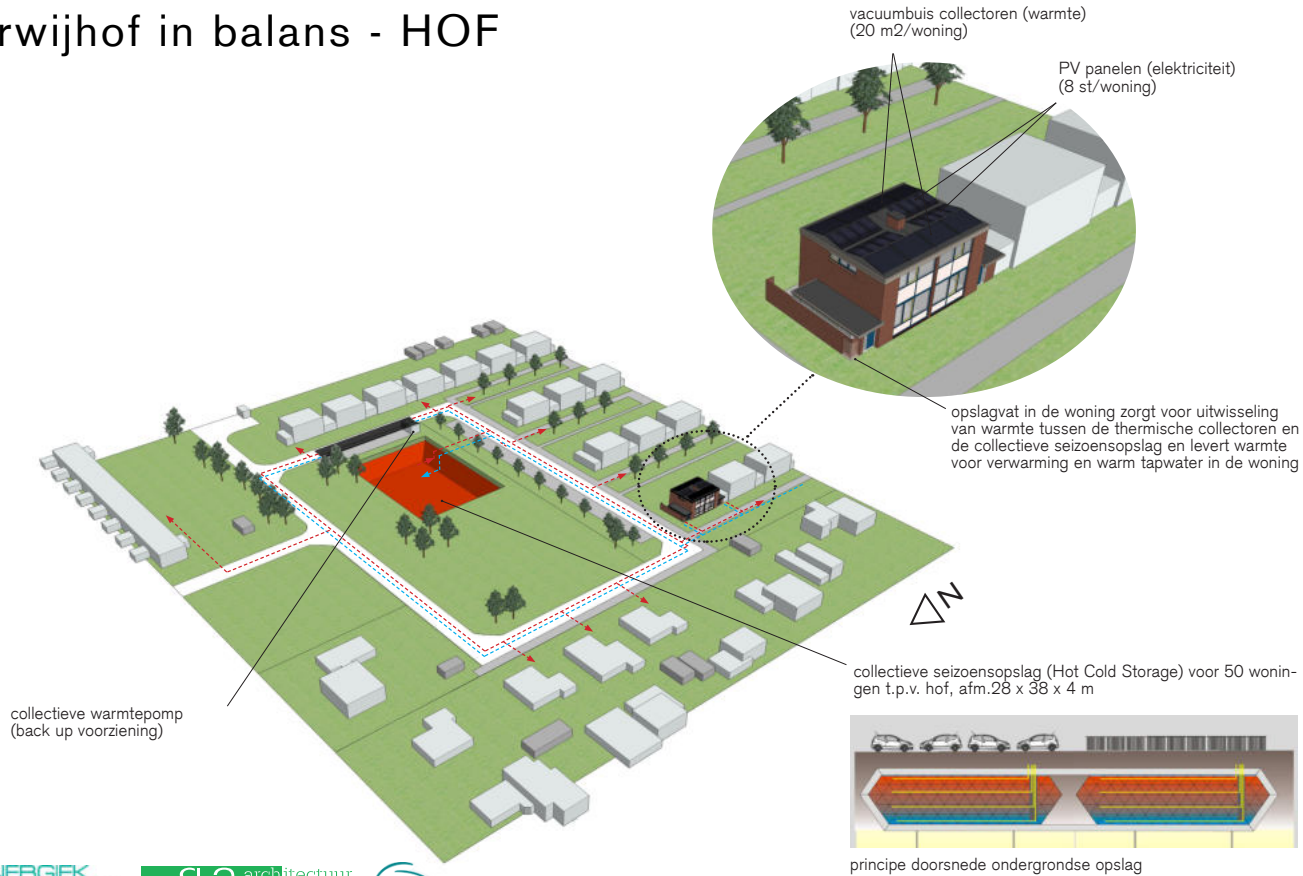 rwijhof in balans - HOF
vacuumbuis collectoren (warmte)
(20 m2/woning)
PV panelen (elektriciteit)
(8 st/woning)
opslagvat in de woning zorgt voor uitwisseling
van warmte tussen de thermische collectoren en
de collectieve seizoensopslag en levert warmte
voor verwarming en warm tapwater in de woning
N
collectieve seizoensopslag (Hot Cold Storage) voor 50 wonin-
gen t.p.v. hof, afm.28 x 38 x 4 m
collectieve warmtepomp
(back up voorziening)
principe doorsnede ondergrondse opslag
architectuur